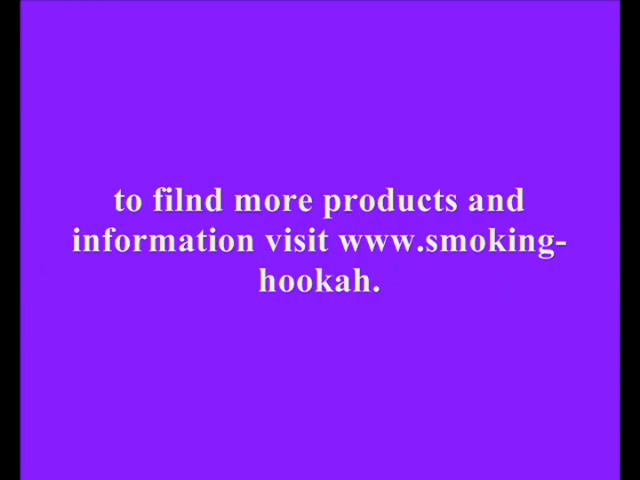 to filnd more products and
information visit www.smoking-
hookah.